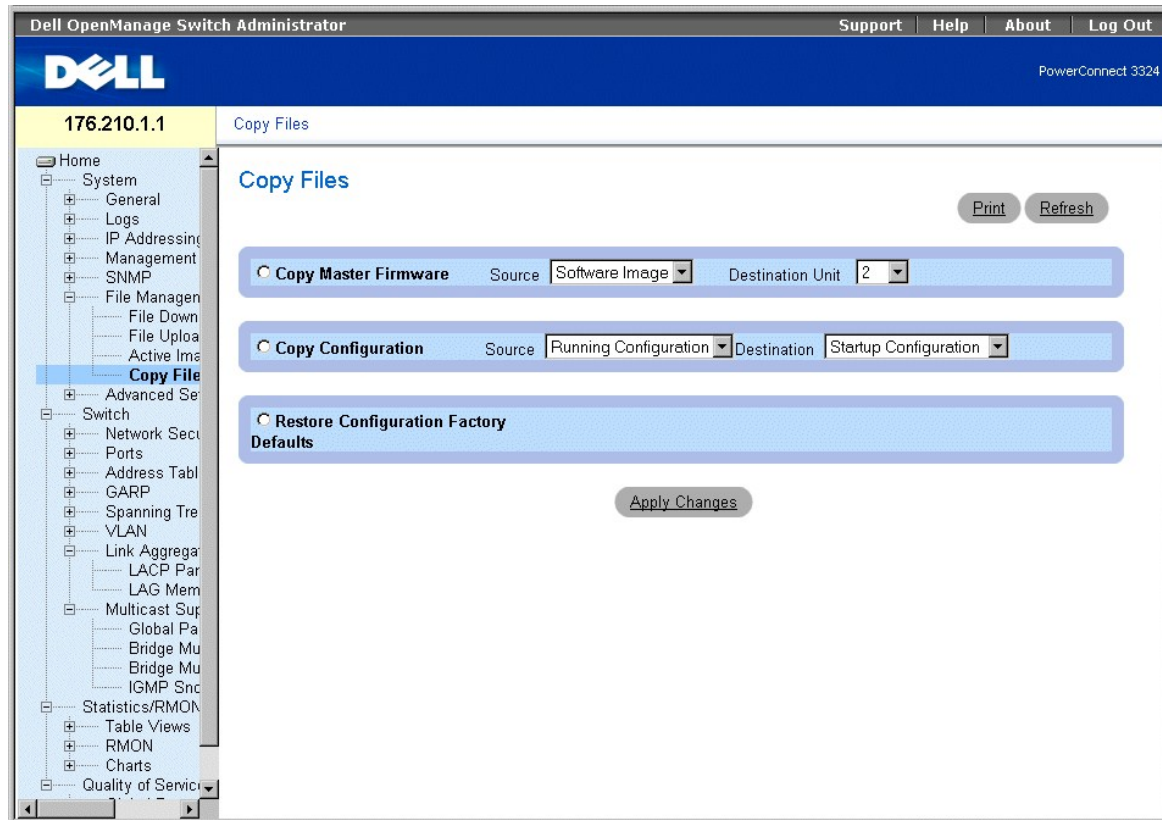 Dell OpenManage Switch Administrator Support Help About Log Out
DELL
PowerConnect 3324
176.210.1.1
Copy Files
Home
System
General
Logs
IP Addressing
Management
SNMP
File Managen
File Down
File Uploa
Active Ima
Copy File
Advanced Se
Switch
Network Secu
Ports
Address Tabl
GARP
Spanning Tre
VLAN
Link Aggrega
LACP Par
LAG Mem
Multicast Sup
Global Pa
Bridge Mu
Bridge Mu
IGMP Sno
Statistics/RMON
Table Views
RMON
Charts
Quality of Servic
Copy Files
Print Refresh
Copy Master Firmware Source Software Image Destination Unit 2
Copy Configuration Source Running Configuration Destination Startup Configuration
Restore Configuration Factory
Defaults
Apply Changes